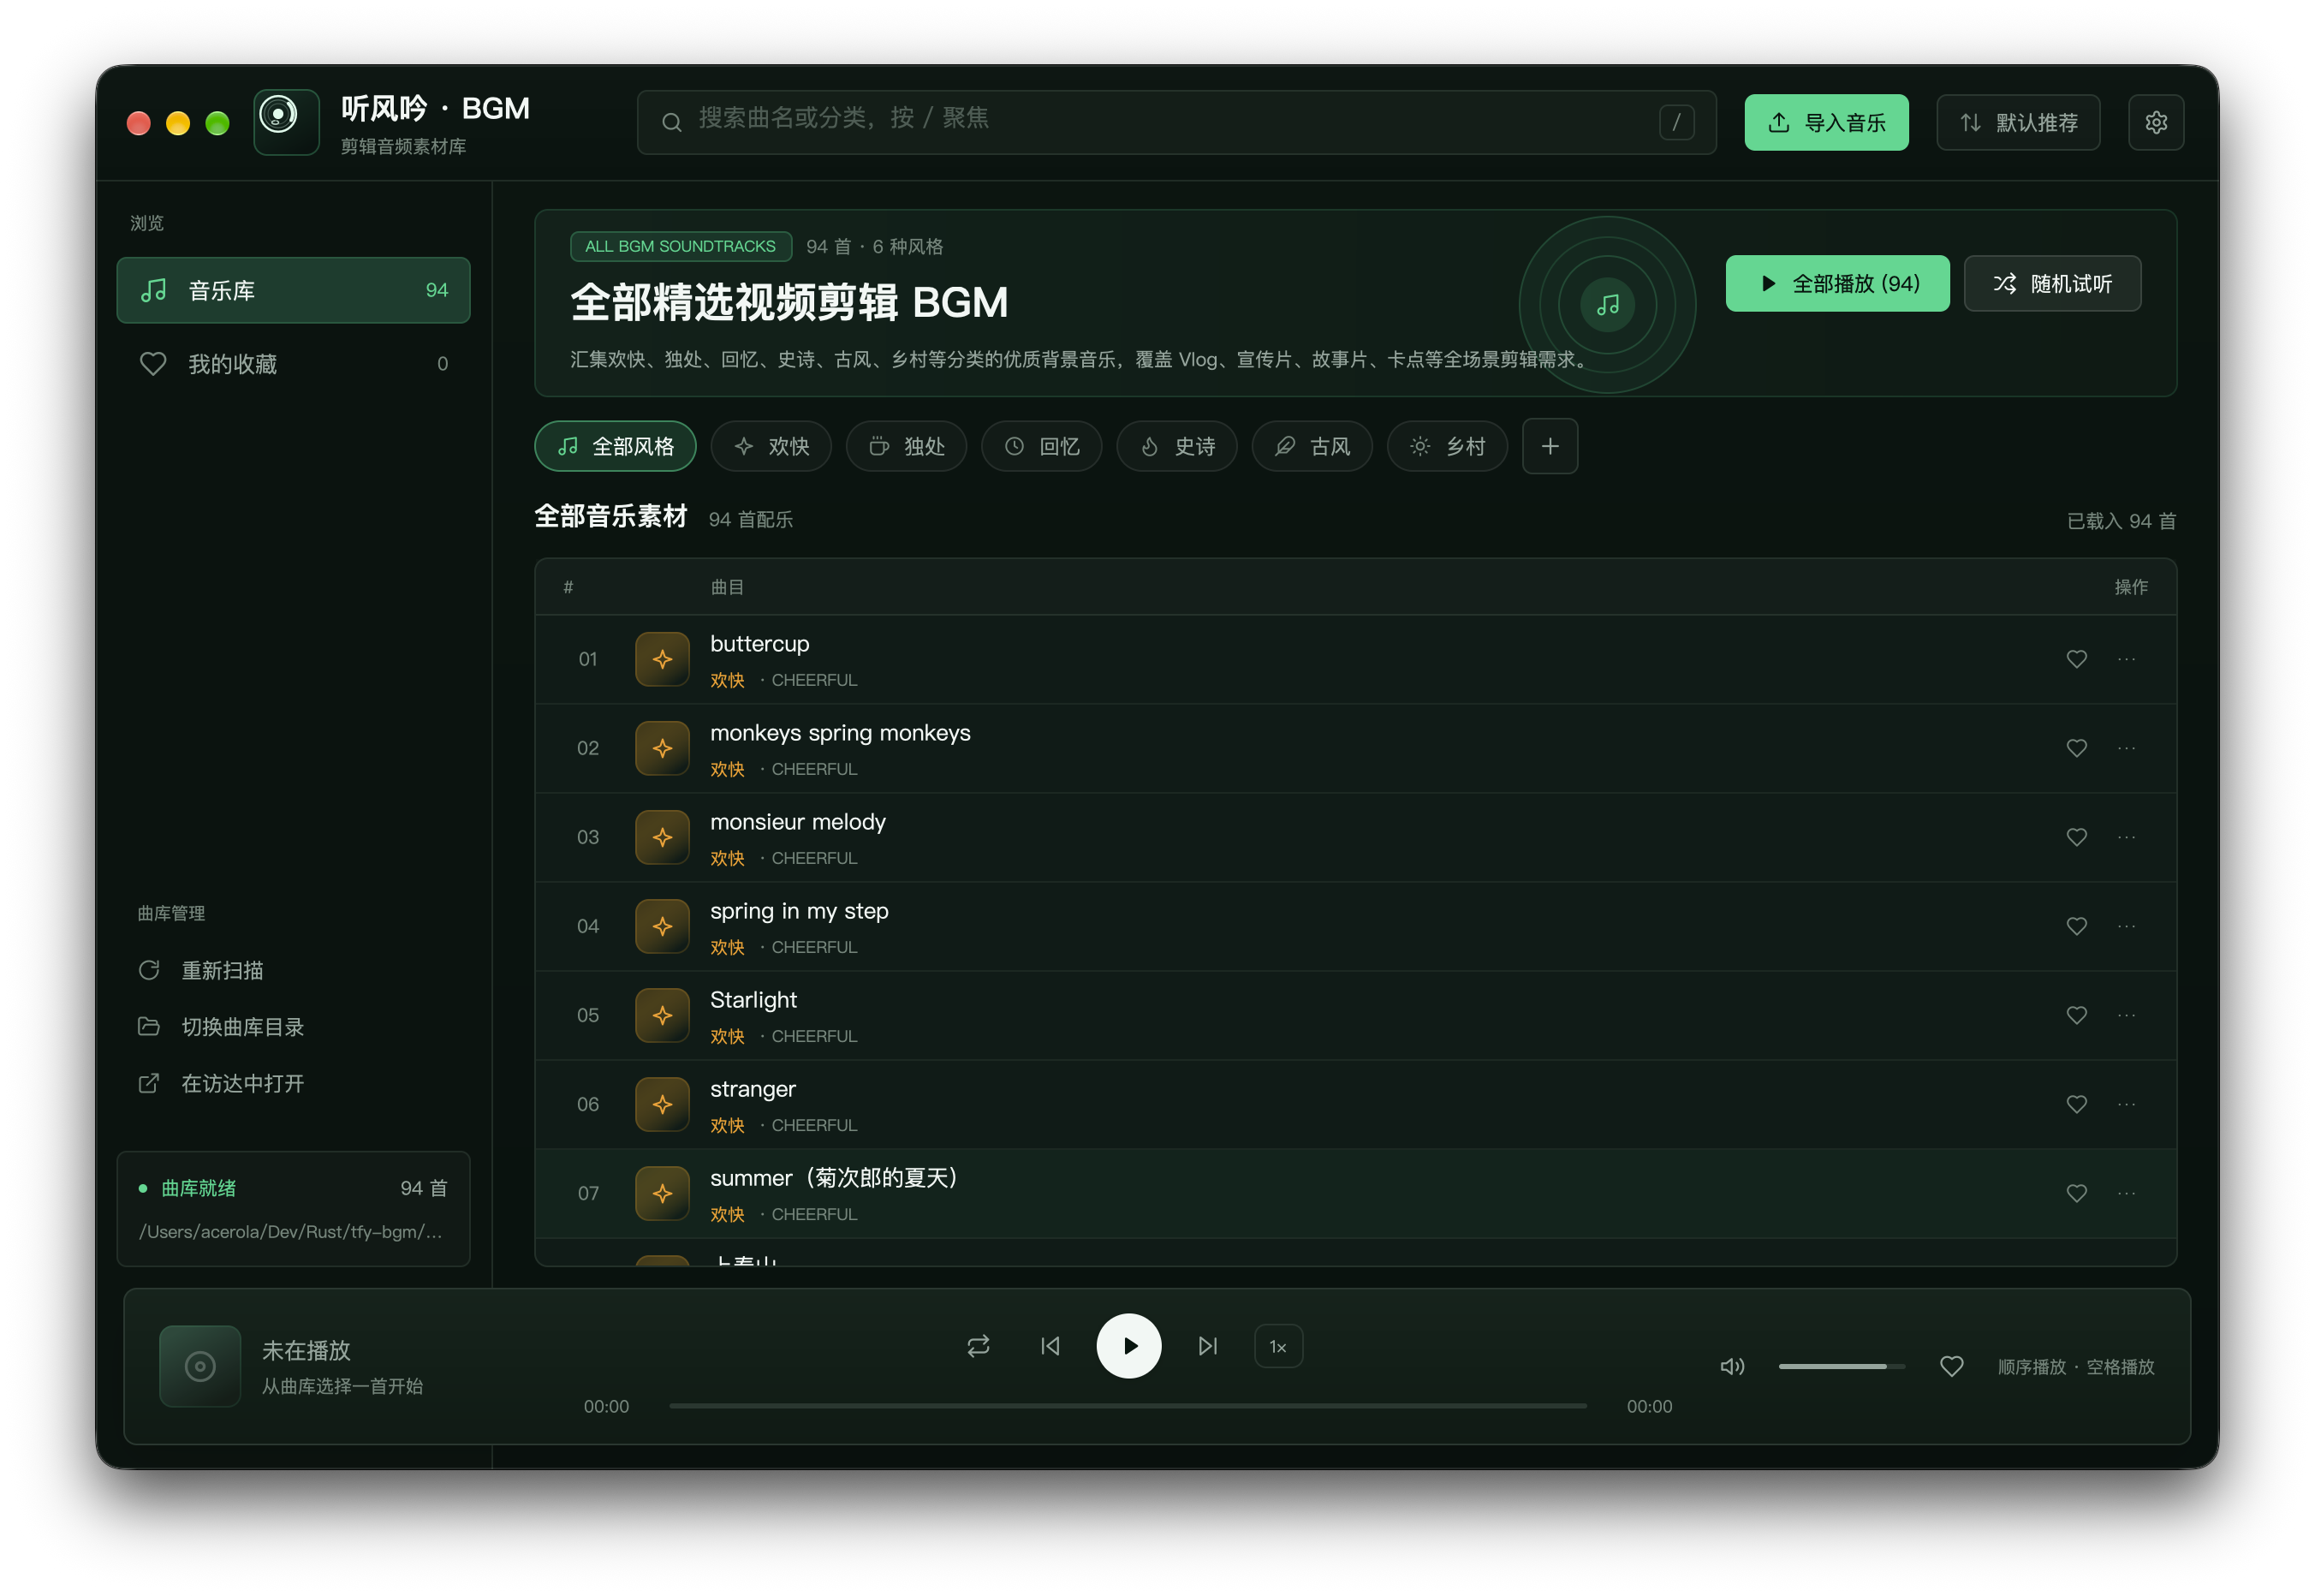 听风吟 · BGM
剪辑音频素材库
搜索曲名或分类，按 / 聚焦
/
导入音乐
默认推荐
浏览
音乐库 94
我的收藏 0
ALL BGM SOUNDTRACKS 94 首 · 6 种风格
全部精选视频剪辑 BGM
汇集欢快、独处、回忆、史诗、古风、乡村等分类的优质背景音乐，覆盖 Vlog、宣传片、故事片、卡点等全场景剪辑需求。
全部播放 (94)
随机试听
全部风格 欢快 独处 回忆 史诗 古风 乡村
全部音乐素材 94 首配乐
已载入 94 首
# 曲目 操作
01 buttercup
欢快 · CHEERFUL
02 monkeys spring monkeys
欢快 · CHEERFUL
03 monsieur melody
欢快 · CHEERFUL
04 spring in my step
欢快 · CHEERFUL
05 Starlight
欢快 · CHEERFUL
06 stranger
欢快 · CHEERFUL
07 summer（菊次郎的夏天）
欢快 · CHEERFUL
曲库管理
重新扫描
切换曲库目录
在访达中打开
曲库就绪 94 首
/Users/acerola/Dev/Rust/tfy-bgm/...
未在播放
从曲库选择一首开始
1×
00:00 00:00
顺序播放 · 空格播放